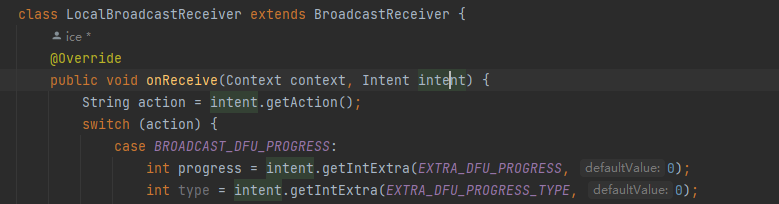 class LocalBroadcastReceiver extends BroadcastReceiver {
ice *
@Override
public void onReceive(Context context, Intent intent) {
String action = intent.getAction();
switch (action) {
case BROADCAST_DFU_PROGRESS:
int progress = intent.getIntExtra(EXTRA_DFU_PROGRESS, defaultValue: 0);
int type = intent.getIntExtra(EXTRA_DFU_PROGRESS_TYPE, defaultValue: 0);